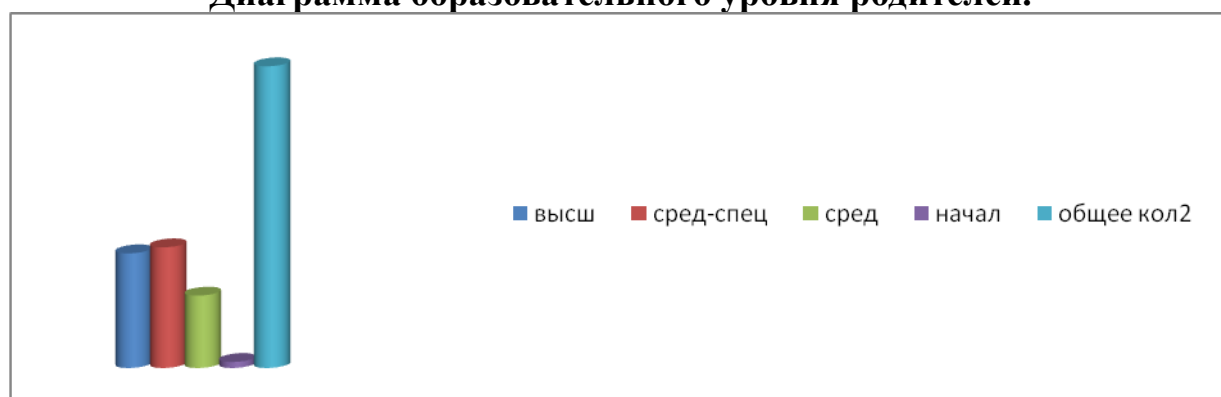 Диаграмма образовательного уровня родителей.
высш сред-спец сред начал общее кол2